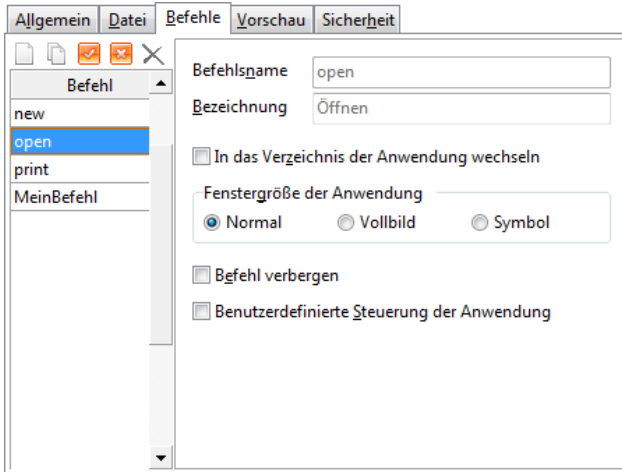 Allgemein Datei Befehle Vorschau Sicherheit
Befehl
new
open
print
MeinBefehl
Befehlsname open
Bezeichnung Öffnen
In das Verzeichnis der Anwendung wechseln
Fenstergröße der Anwendung
Normal Vollbild Symbol
Befehl verbergen
Benutzerdefinierte Steuerung der Anwendung